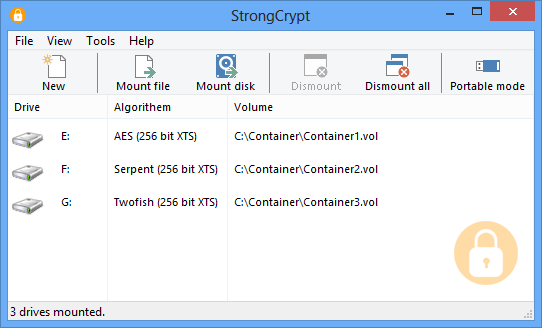 StrongCrypt
File View Tools Help
New Mount file Mount disk Dismount Dismount all Portable mode
Drive Algorithem Volume
E: AES (256 bit XTS) C:\Container\Container1.vol
F: Serpent (256 bit XTS) C:\Container\Container2.vol
G: Twofish (256 bit XTS) C:\Container\Container3.vol
3 drives mounted.